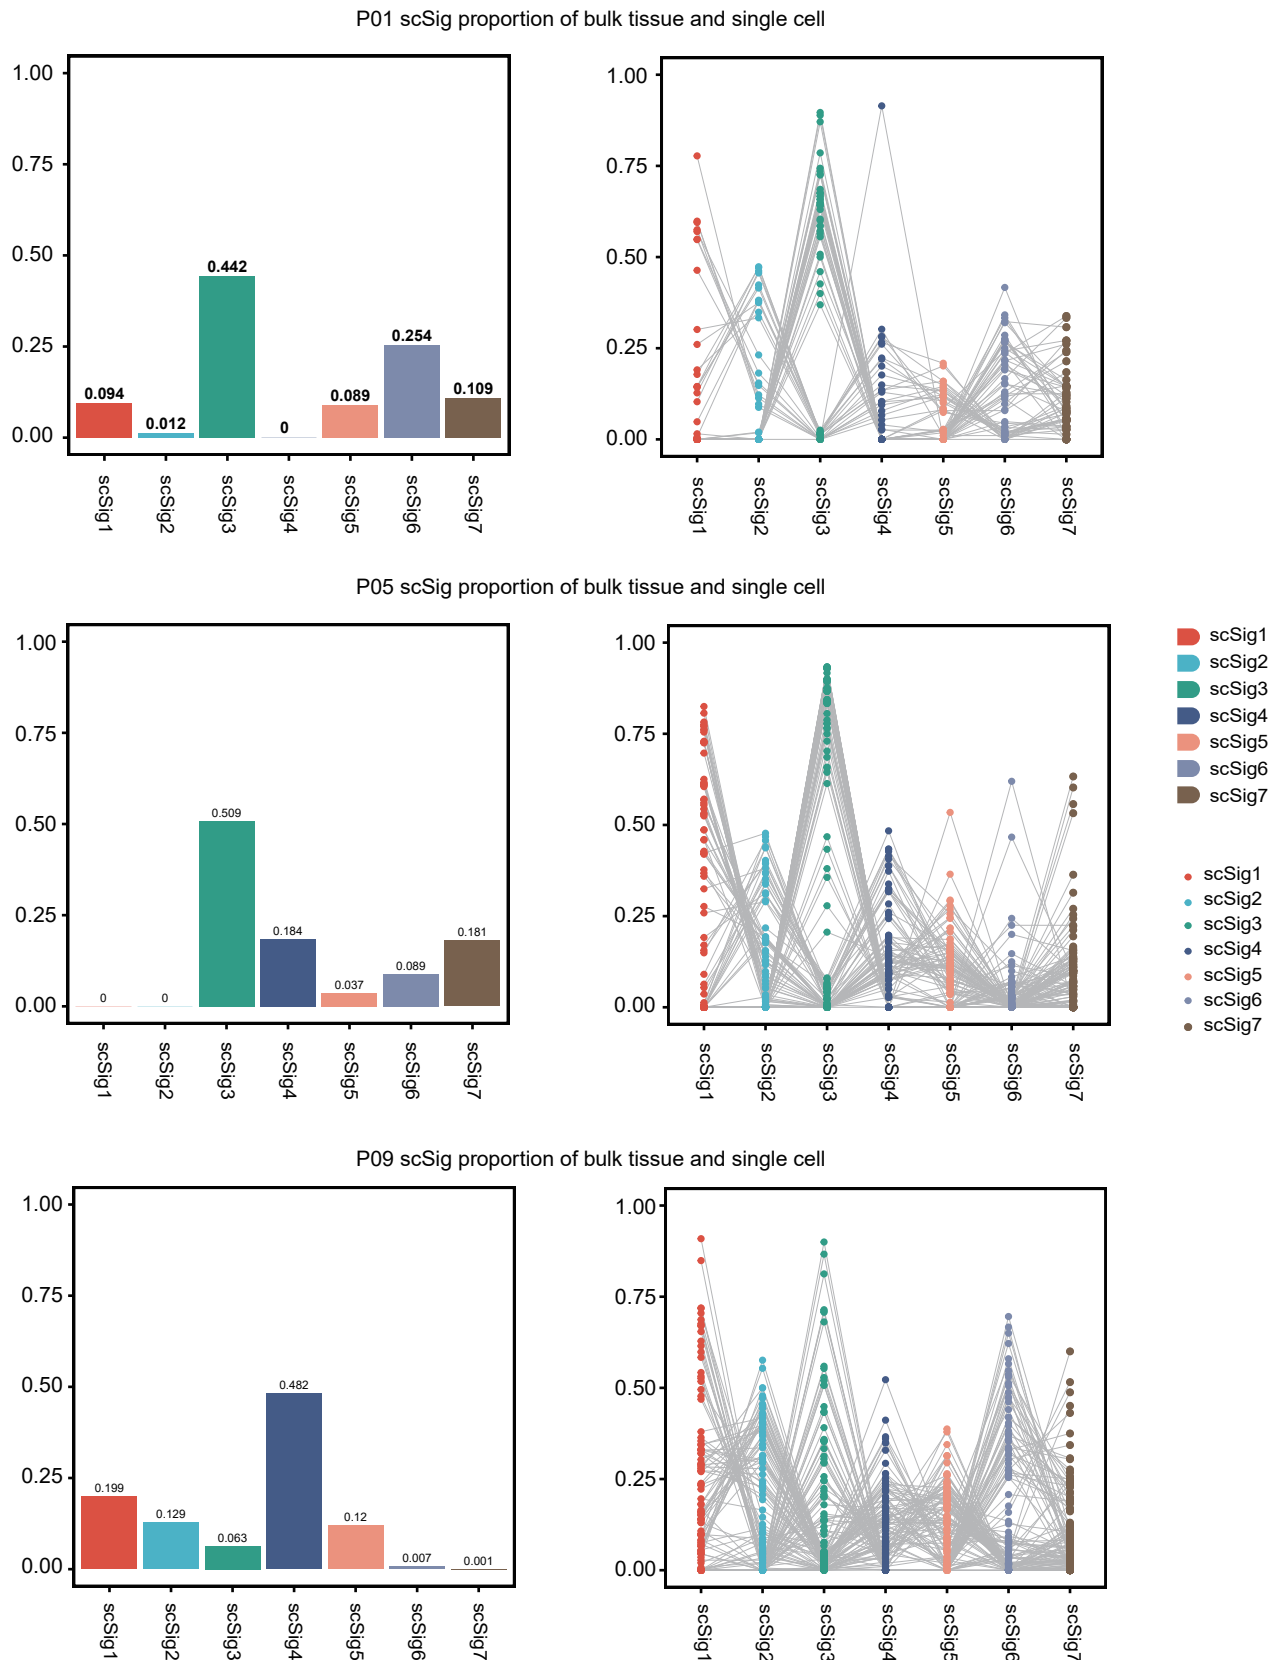 P01 scSig proportion of bulk tissue and single cell
1.00
0.75
0.50
0.25
0.00
0.094
0.012
0.442
0
0.089
0.254
0.109
scSig1
scSig2
scSig3
scSig4
scSig5
scSig6
scSig7
1.00
0.75
0.50
0.25
0.00
scSig1
scSig2
scSig3
scSig4
scSig5
scSig6
scSig7
P05 scSig proportion of bulk tissue and single cell
1.00
0.75
0.50
0.25
0.00
0
0
0.509
0.184
0.037
0.089
0.181
scSig1
scSig2
scSig3
scSig4
scSig5
scSig6
scSig7
1.00
0.75
0.50
0.25
0.00
scSig1
scSig2
scSig3
scSig4
scSig5
scSig6
scSig7
scSig1
scSig2
scSig3
scSig4
scSig5
scSig6
scSig7
scSig1
scSig2
scSig3
scSig4
scSig5
scSig6
scSig7
P09 scSig proportion of bulk tissue and single cell
1.00
0.75
0.50
0.25
0.00
0.199
0.129
0.063
0.482
0.12
0.007
0.001
scSig1
scSig2
scSig3
scSig4
scSig5
scSig6
scSig7
1.00
0.75
0.50
0.25
0.00
scSig1
scSig2
scSig3
scSig4
scSig5
scSig6
scSig7